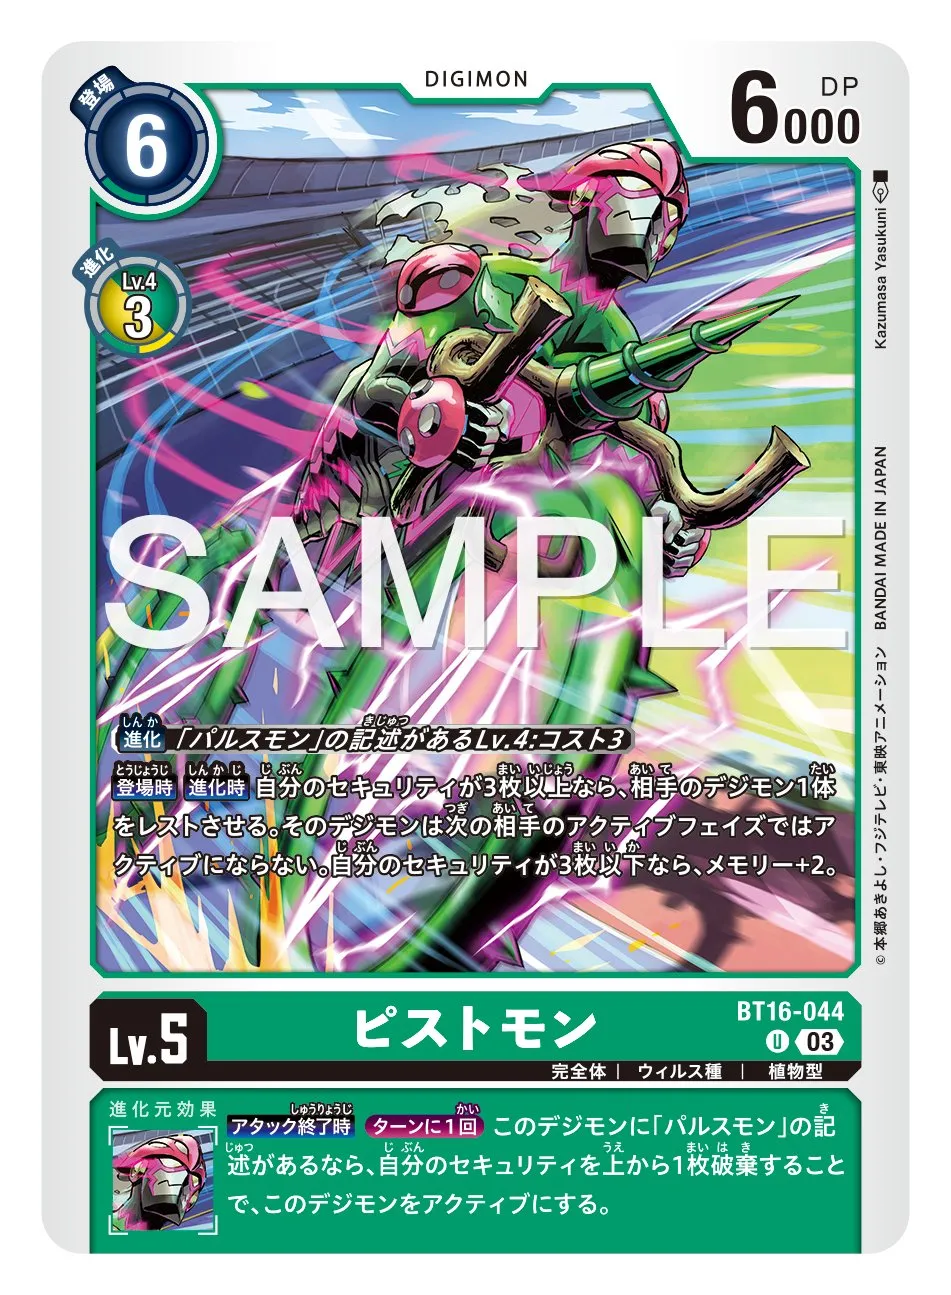 DIGIMON
登場
6
DP
6000
進化
Lv.4
3
Kazumasa Yasukuni
SAMPLE
進化 「パルスモン」の記述があるLv.4:コスト3
登場時 進化時 自分のセキュリティが3枚以上なら、相手のデジモン1体
をレストさせる。そのデジモンは次の相手のアクティブフェイズではア
クティブにならない。自分のセキュリティが3枚以下なら、メモリー+2。
©本郷あきよし・フジテレビ・東映アニメーション BANDAI MADE IN JAPAN
Lv.5
ピストモン
BT16-044
U 03
完全体 | ウィルス種 | 植物型
進化元効果
アタック終了時 ターンに1回 このデジモンに「パルスモン」の記
述があるなら、自分のセキュリティを上から1枚破棄すること
で、このデジモンをアクティブにする。